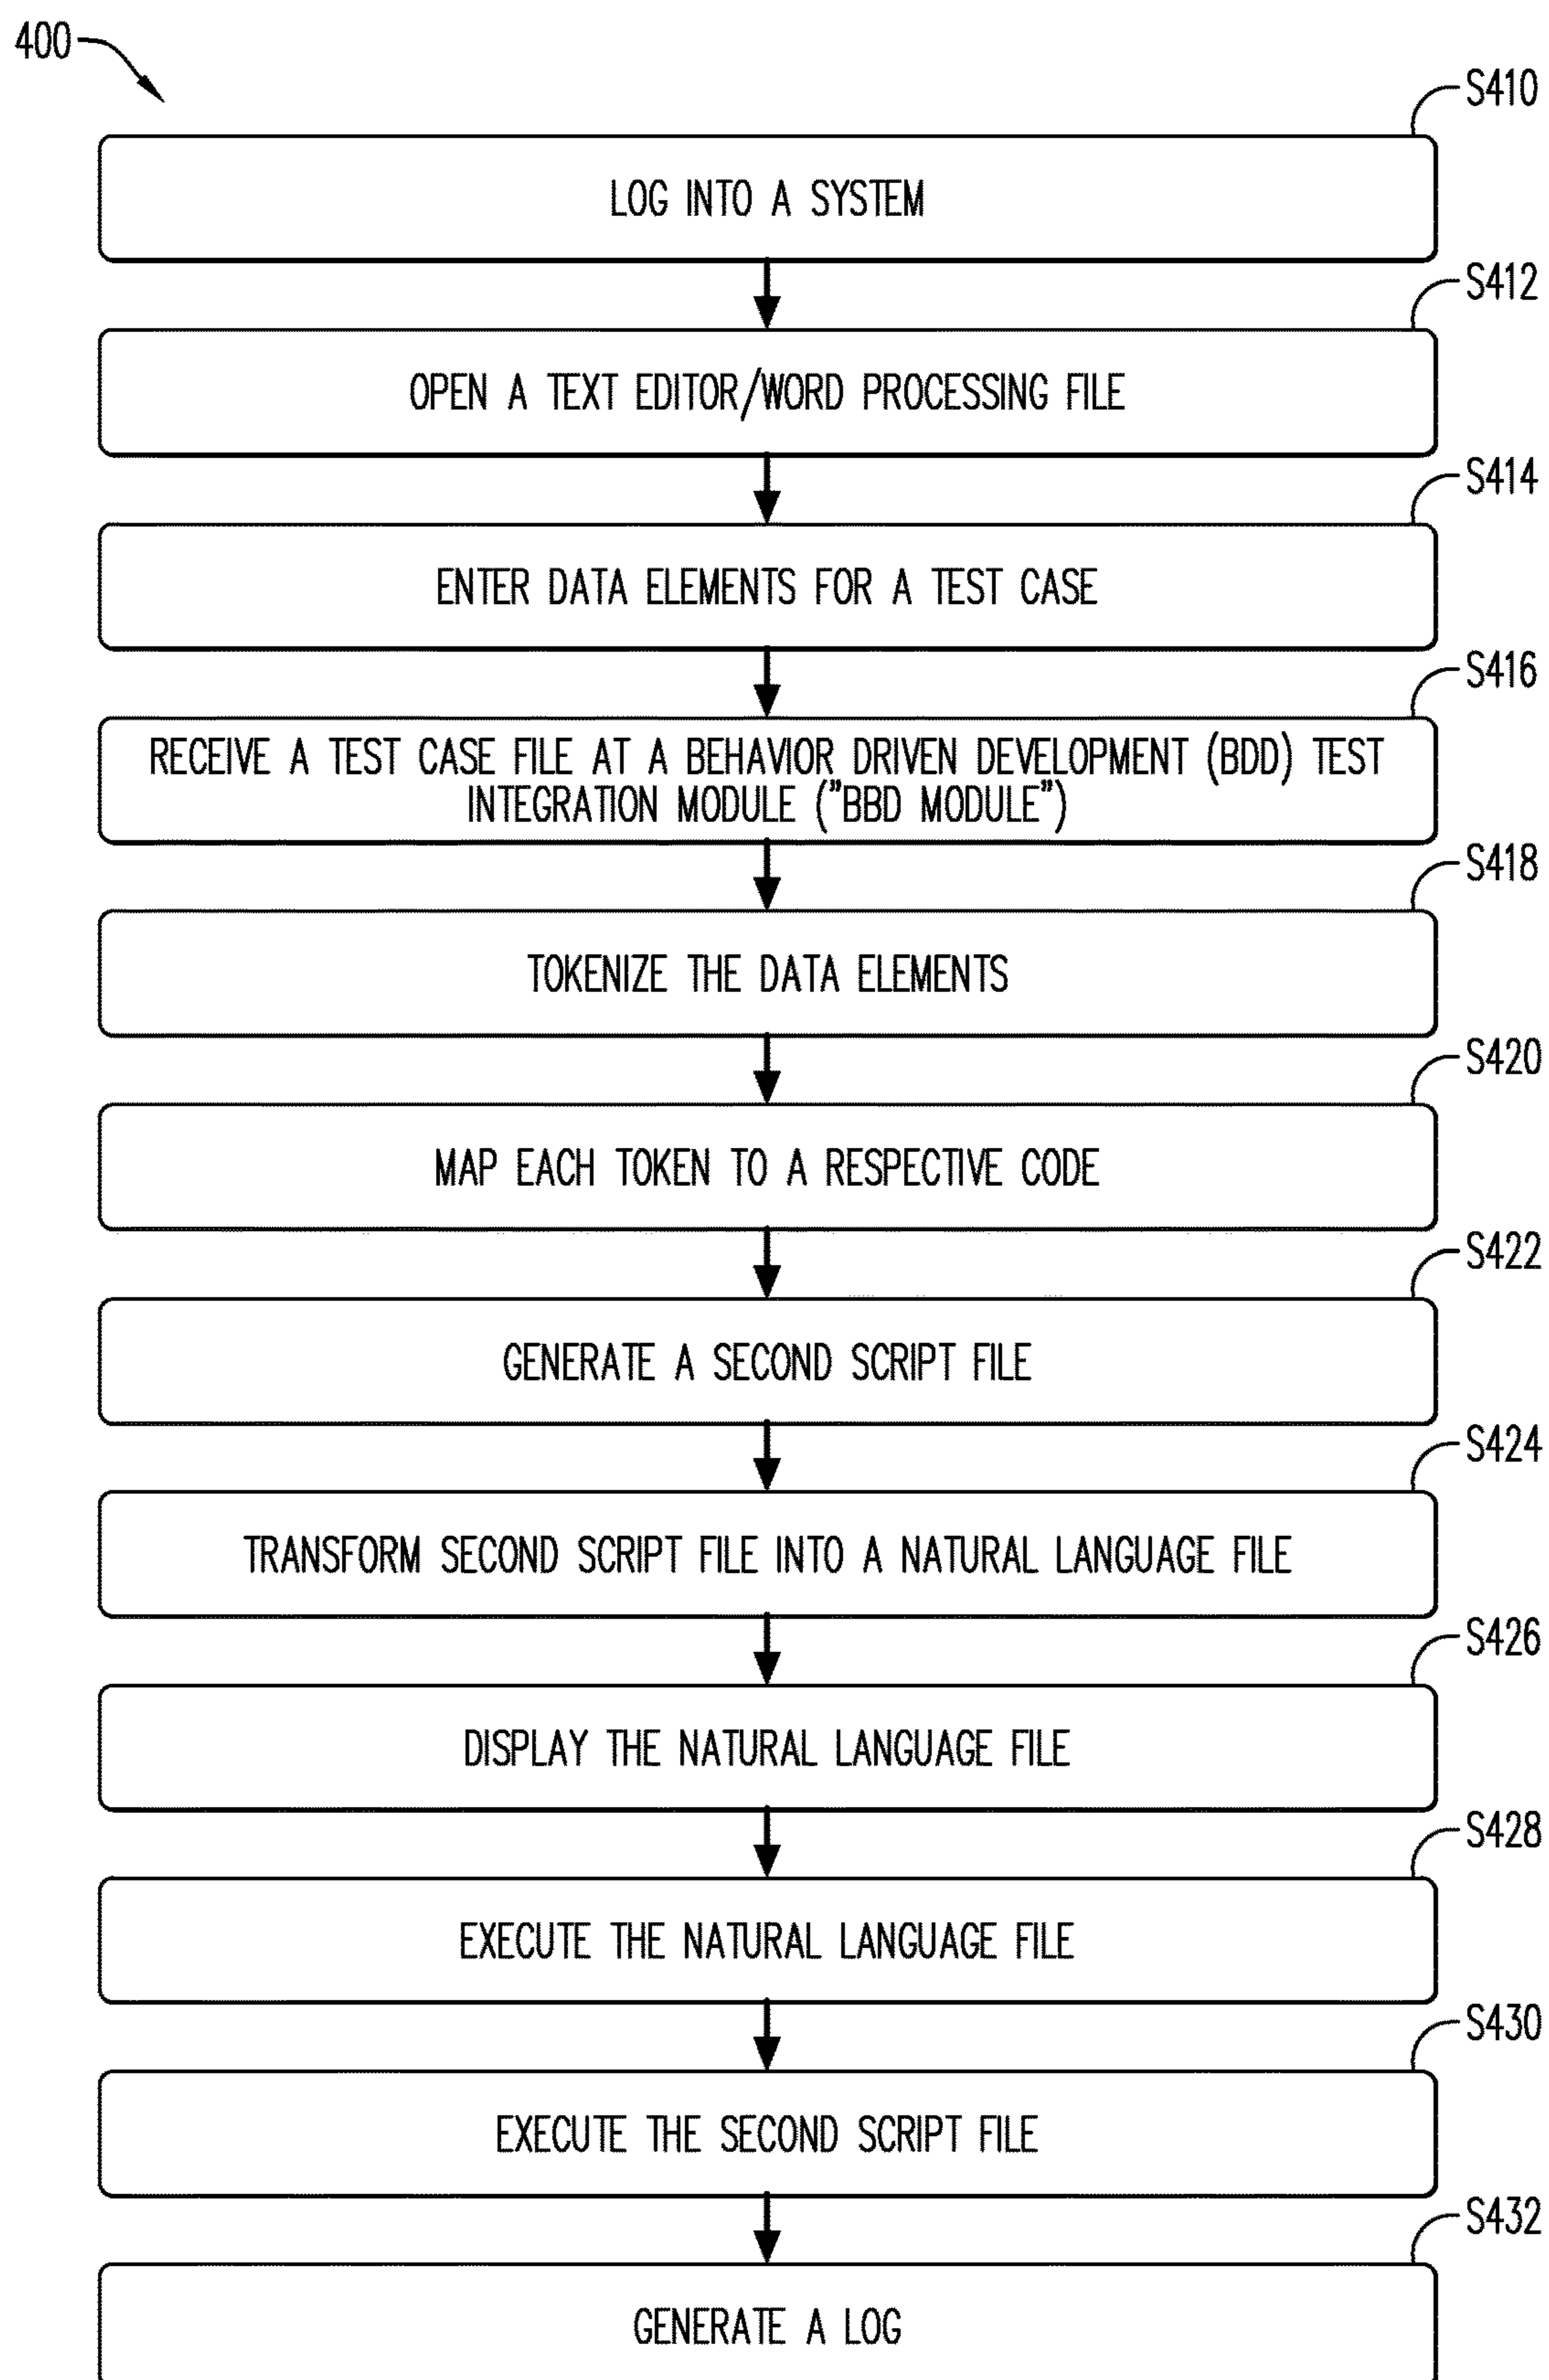 400
S410
LOG INTO A SYSTEM
S412
OPEN A TEXT EDITOR/WORD PROCESSING FILE
S414
ENTER DATA ELEMENTS FOR A TEST CASE
S416
RECEIVE A TEST CASE FILE AT A BEHAVIOR DRIVEN DEVELOPMENT (BDD) TEST
INTEGRATION MODULE ("BBD MODULE")
S418
TOKENIZE THE DATA ELEMENTS
S420
MAP EACH TOKEN TO A RESPECTIVE CODE
S422
GENERATE A SECOND SCRIPT FILE
S424
TRANSFORM SECOND SCRIPT FILE INTO A NATURAL LANGUAGE FILE
S426
DISPLAY THE NATURAL LANGUAGE FILE
S428
EXECUTE THE NATURAL LANGUAGE FILE
S430
EXECUTE THE SECOND SCRIPT FILE
S432
GENERATE A LOG